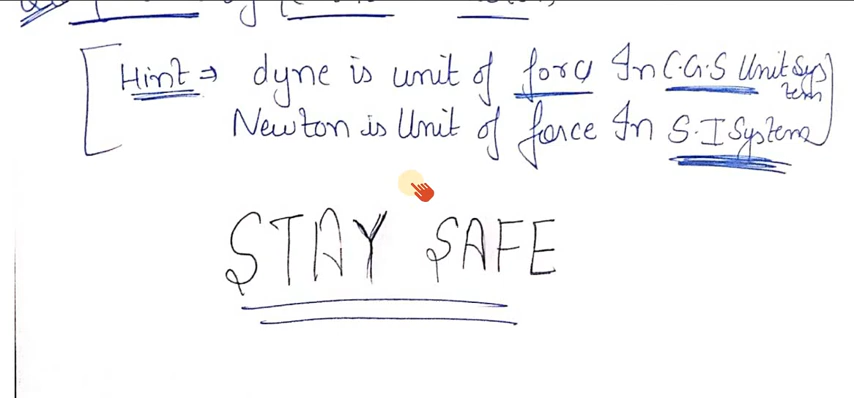 [Hint ⇒ dyne is unit of force In C.G.S Unit System
Newton is Unit of force In S.I System]
STAY SAFE